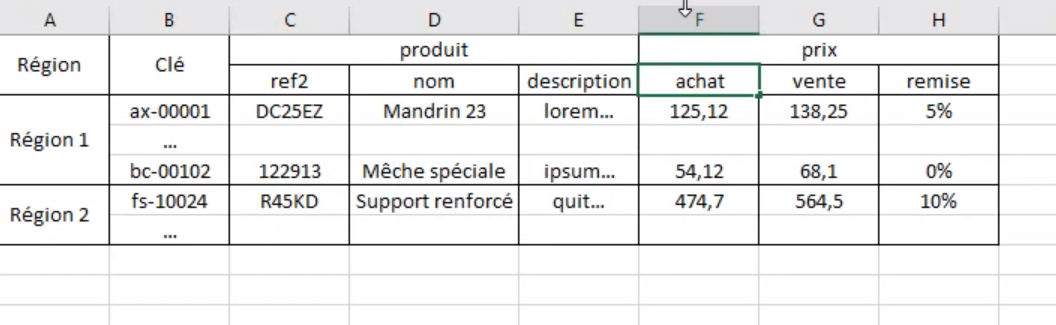 A B C D E F G H
Région Clé produit prix
ref2 nom description achat vente remise
Région 1 ax-00001 DC25EZ Mandrin 23 lorem... 125,12 138,25 5%
...
bc-00102 122913 Mêche spéciale ipsum... 54,12 68,1 0%
Région 2 fs-10024 R45KD Support renforcé quit... 474,7 564,5 10%
...